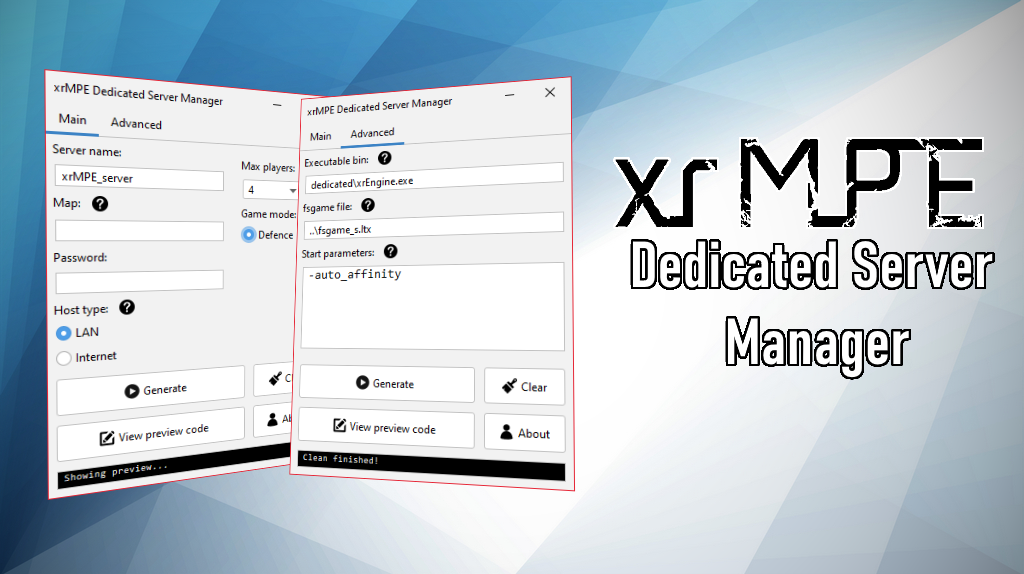 xrMPE Dedicated Server Manager
Main Advanced
Server name:
xrMPE_server
Max players:
4
Map:
Game mode:
Defence
Password:
Host type:
LAN
Internet
Generate
View preview code
Showing preview...
xrMPE Dedicated Server Manager
Main Advanced
Executable bin:
dedicated\xrEngine.exe
fsgame file:
..\fsgame_s.ltx
Start parameters:
-auto_affinity
Generate Clear
View preview code About
Clean finished!
xrMPE
Dedicated Server
Manager